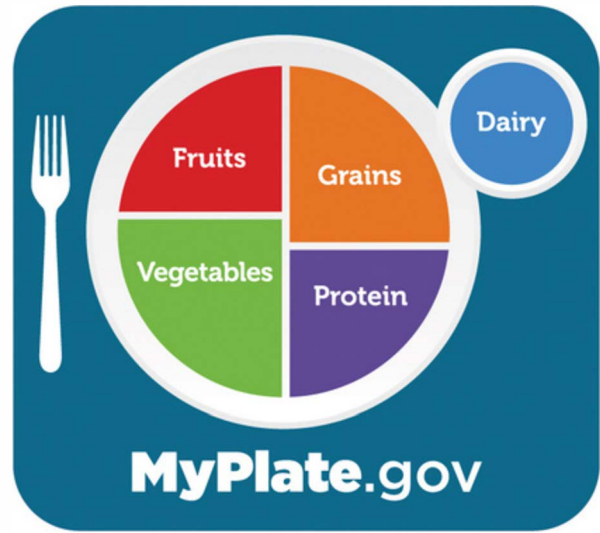 Fruits
Grains
Dairy
Vegetables
Protein
MyPlate.gov